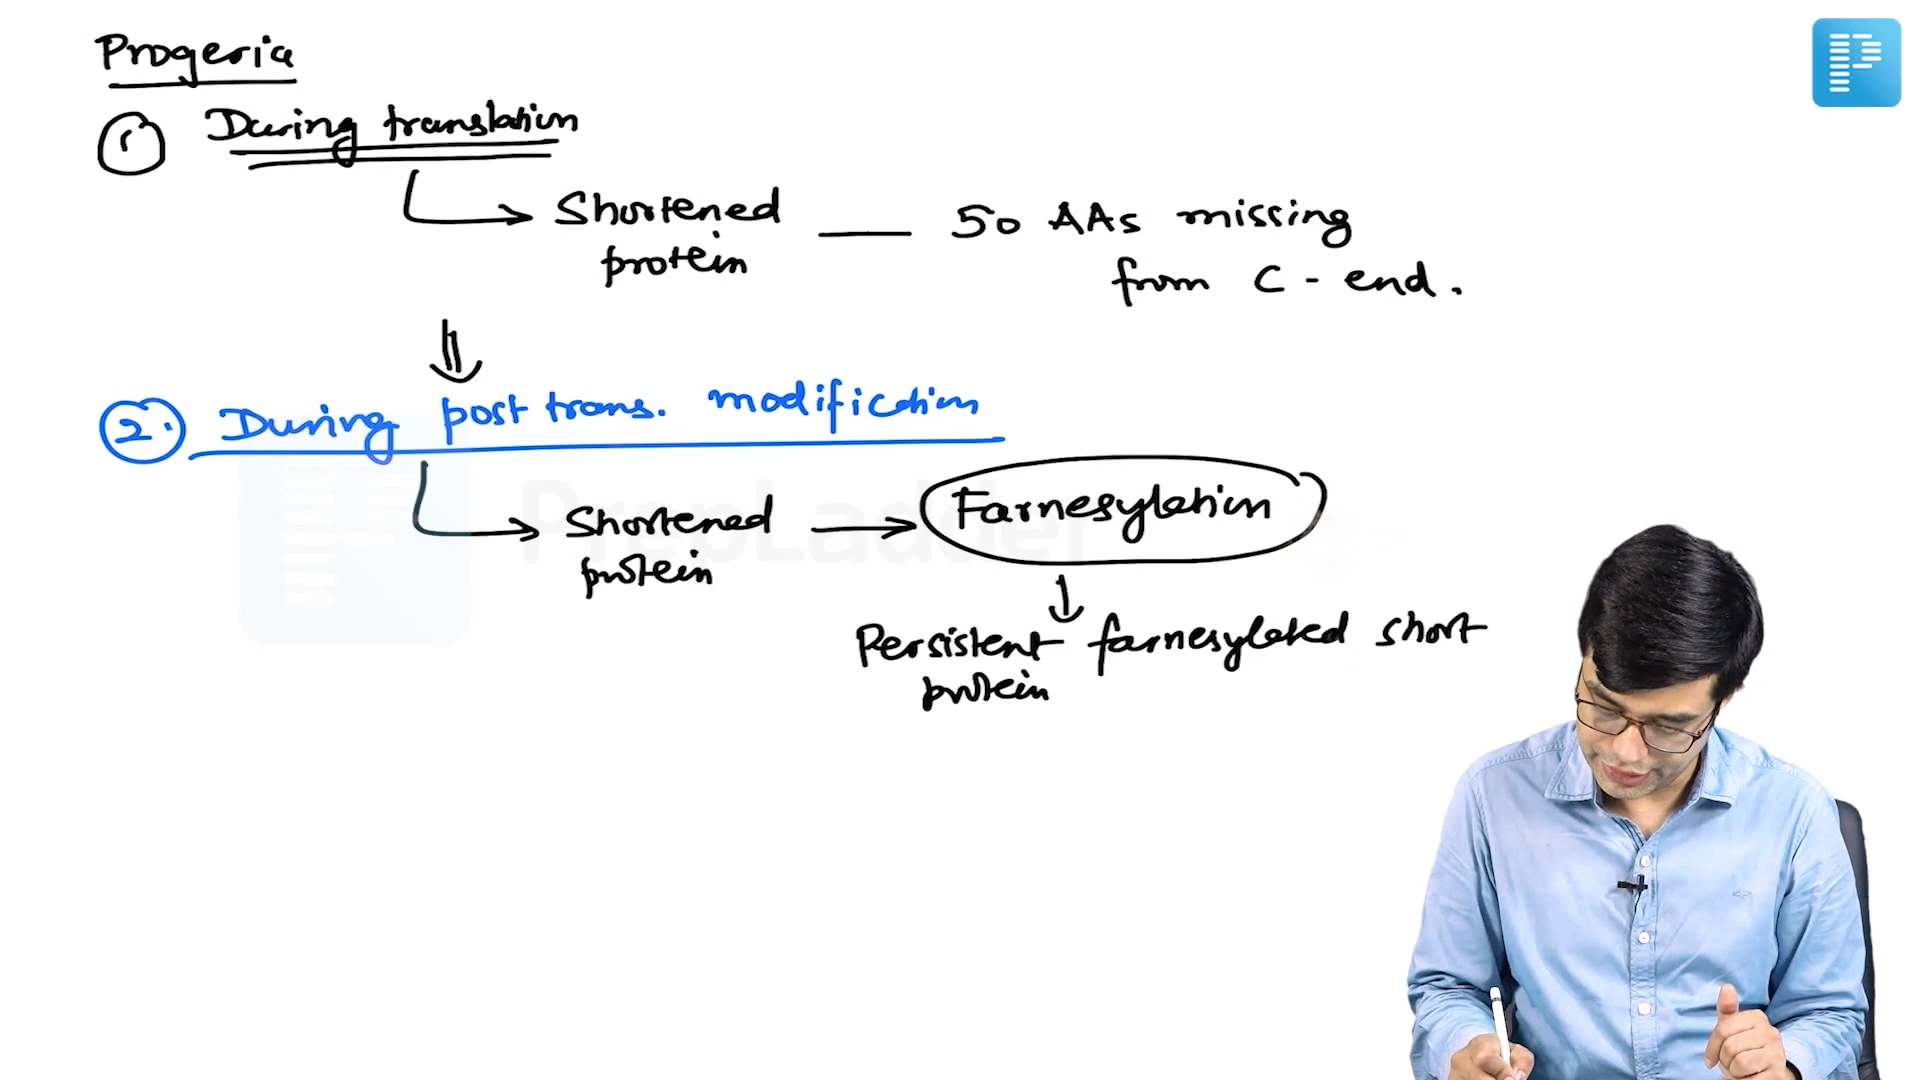 Progeria
① During translation
Shortened protein — 50 AAs missing from C - end.
②. During post trans. modification
Shortened protein → Farnesylation
Persistent farnesylated short protein
PrepLadder